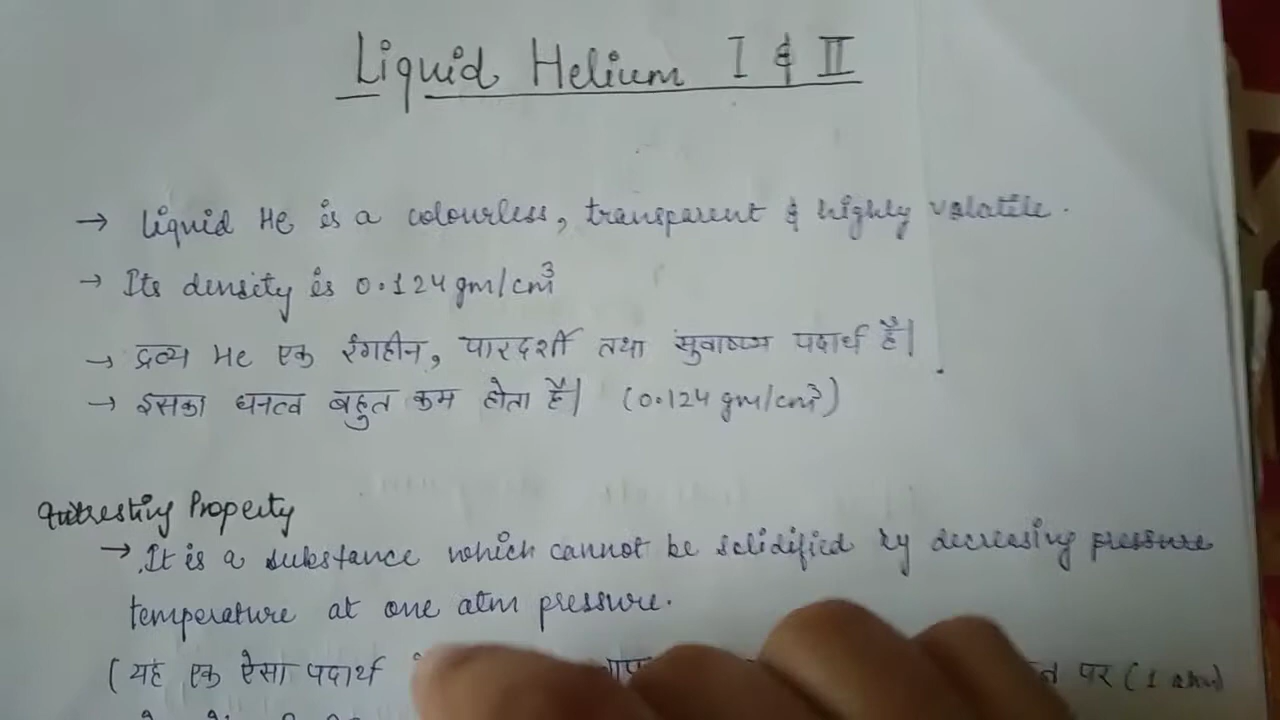 Liquid Helium I & II
→ Liquid He is a colourless, transparent & highly volatile.
→ Its density is 0.124 gm/cm³
→ द्रव्य He एक रंगहीन, पारदर्शी तथा सुवाष्प्य पदार्थ है।
→ इसका घनत्व बहुत कम होता है। (0.124 gm/cm³)
Intresting Property
→ It is a substance which cannot be solidified by decreasing pressure
temperature at one atm pressure.
(यह एक ऐसा पदार्थ पर (1 atm)